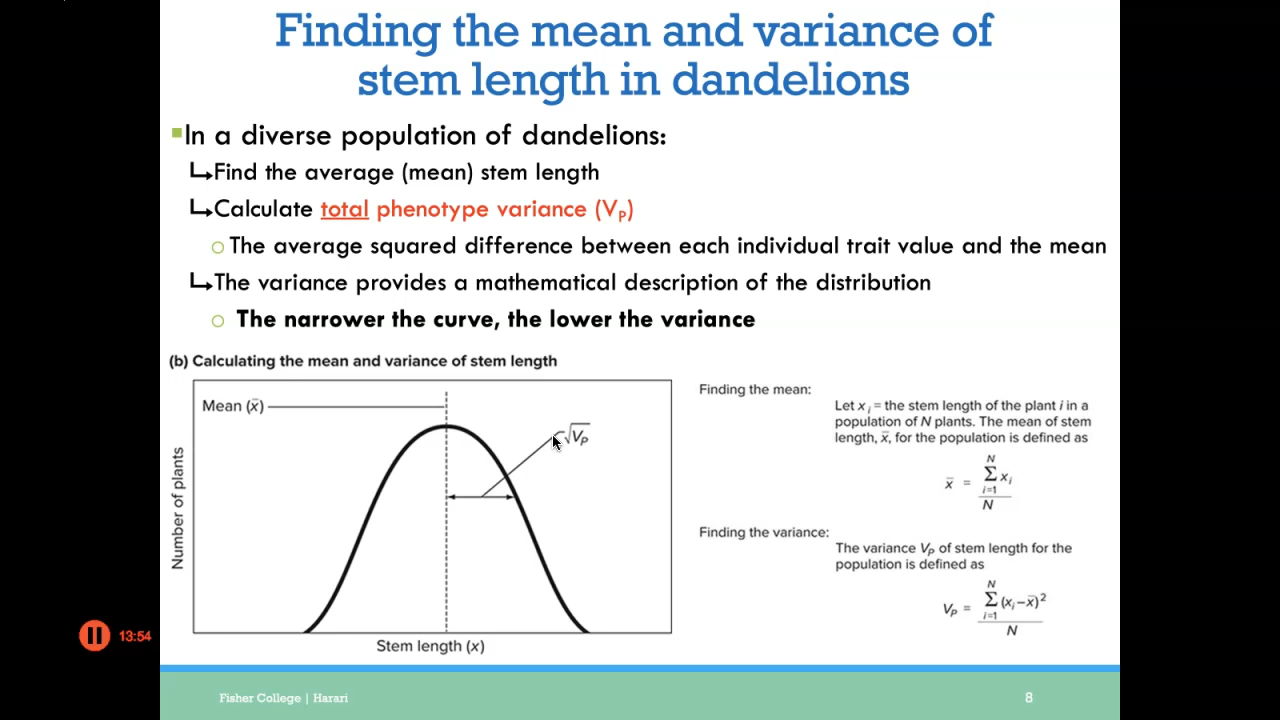 Finding the mean and variance of
stem length in dandelions
▪In a diverse population of dandelions:
↳Find the average (mean) stem length
↳Calculate total phenotype variance (Vₚ)
○ The average squared difference between each individual trait value and the mean
↳The variance provides a mathematical description of the distribution
○ The narrower the curve, the lower the variance
(b) Calculating the mean and variance of stem length
Mean (x̄)
√Vₚ
Number of plants
Stem length (x)
Finding the mean:
Let xᵢ = the stem length of the plant i in a
population of N plants. The mean of stem
length, x̄, for the population is defined as
N
x̄ = Σ xᵢ
i=1
N
Finding the variance:
The variance Vₚ of stem length for the
population is defined as
N
Vₚ = Σ (xᵢ–x̄)²
i=1
N
13:54
Fisher College | Harari
8